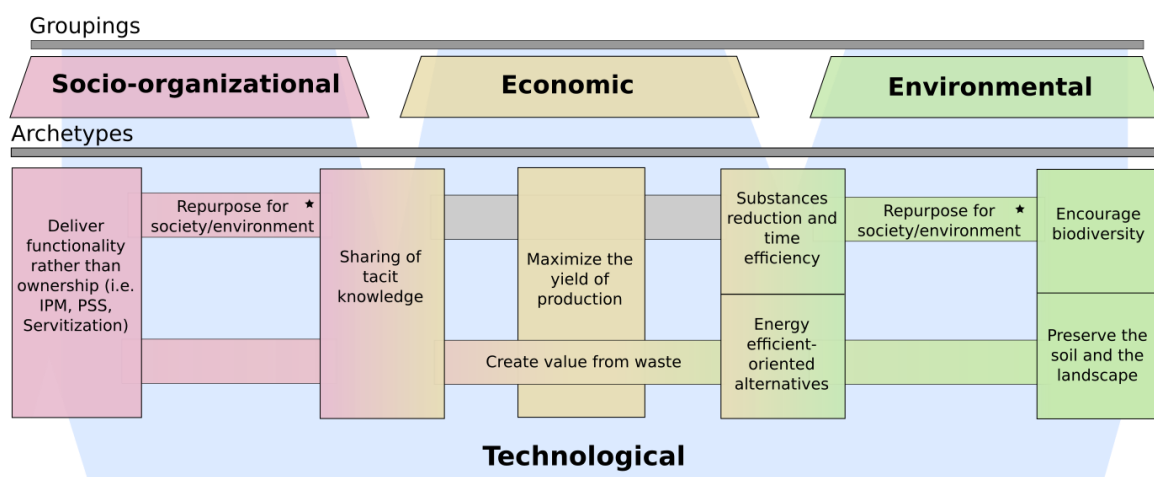 Groupings
Socio-organizational
Economic
Environmental
Archetypes
Deliver
functionality
rather than
ownership (i.e.
IPM, PSS,
Servitization)
Repurpose for
society/environment
Sharing of
tacit
knowledge
Maximize the
yield of
production
Create value from waste
Substances
reduction and
time
efficiency
Energy
efficient-
oriented
alternatives
Repurpose for
society/environment
Encourage
biodiversity
Preserve the
soil and the
landscape
Technological